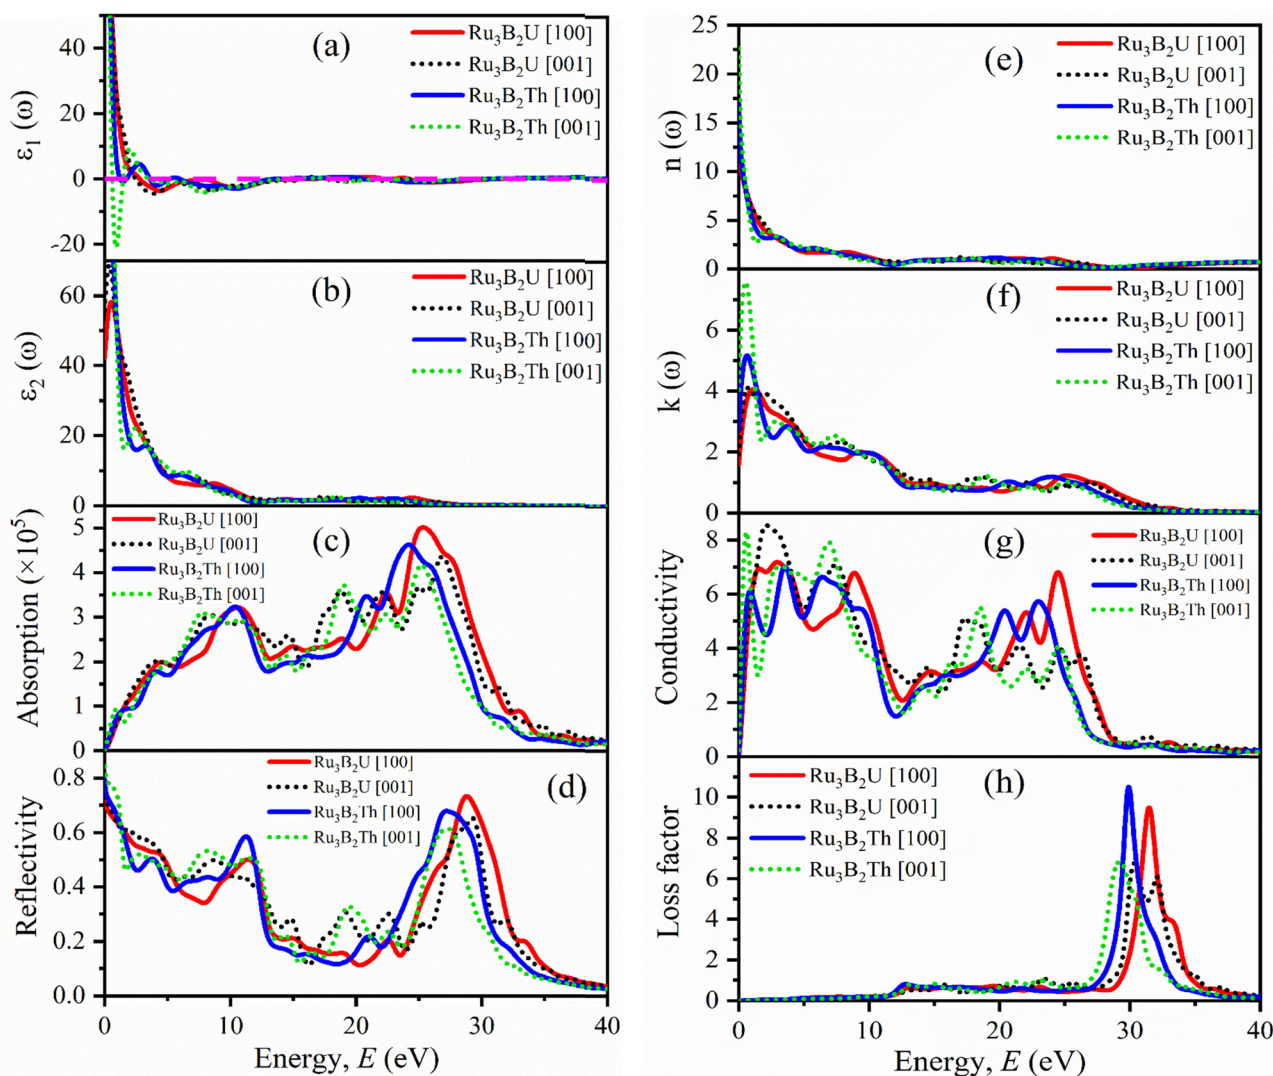 (a)
Ru₃B₂U [100]
Ru₃B₂U [001]
Ru₃B₂Th [100]
Ru₃B₂Th [001]
ε₁ (ω)
40
20
0
-20
(b)
Ru₃B₂U [100]
Ru₃B₂U [001]
Ru₃B₂Th [100]
Ru₃B₂Th [001]
ε₂ (ω)
60
40
20
0
(c)
Ru₃B₂U [100]
Ru₃B₂U [001]
Ru₃B₂Th [100]
Ru₃B₂Th [001]
Absorption (×10⁵)
5
4
3
2
1
0
(d)
Ru₃B₂U [100]
Ru₃B₂U [001]
Ru₃B₂Th [100]
Ru₃B₂Th [001]
Reflectivity
0.8
0.6
0.4
0.2
0.0
0 10 20 30 40
Energy, E (eV)
(e)
Ru₃B₂U [100]
Ru₃B₂U [001]
Ru₃B₂Th [100]
Ru₃B₂Th [001]
n (ω)
25
20
15
10
5
0
(f)
Ru₃B₂U [100]
Ru₃B₂U [001]
Ru₃B₂Th [100]
Ru₃B₂Th [001]
k (ω)
6
4
2
0
(g)
Ru₃B₂U [100]
Ru₃B₂U [001]
Ru₃B₂Th [100]
Ru₃B₂Th [001]
Conductivity
8
6
4
2
0
(h)
Ru₃B₂U [100]
Ru₃B₂U [001]
Ru₃B₂Th [100]
Ru₃B₂Th [001]
Loss factor
10
8
6
4
2
0
0 10 20 30 40
Energy, E (eV)